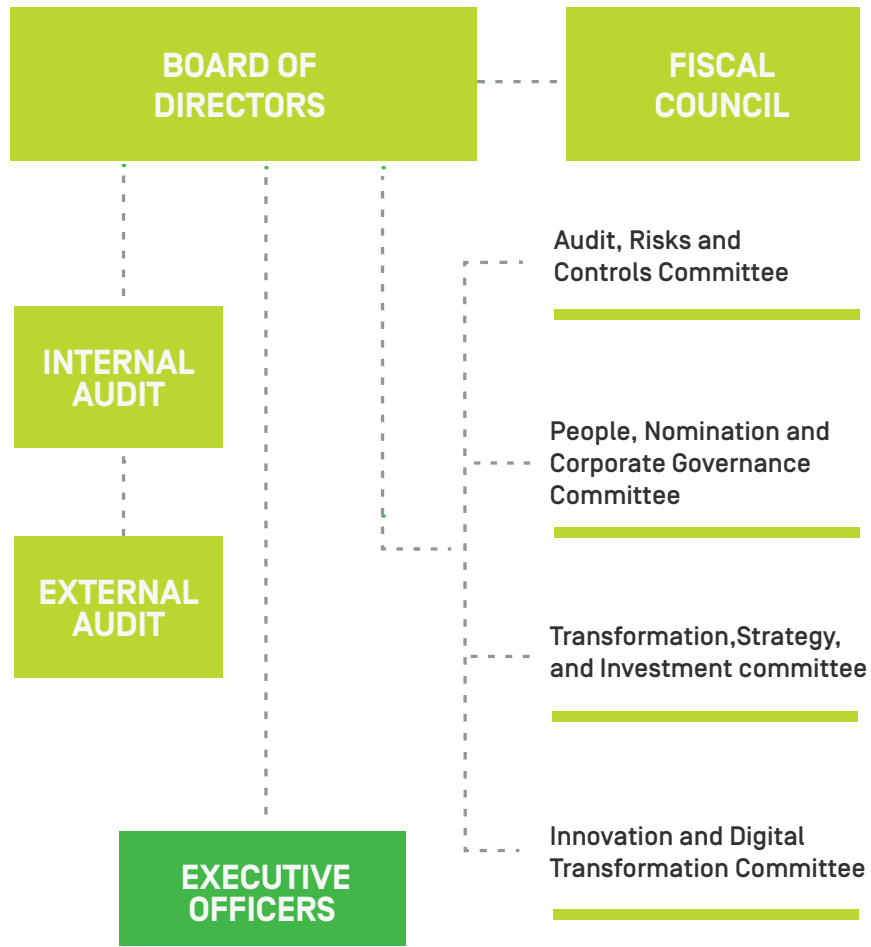 BOARD OF
DIRECTORS
FISCAL
COUNCIL
Audit, Risks and
Controls Committee
INTERNAL
AUDIT
People, Nomination and
Corporate Governance
Committee
EXTERNAL
AUDIT
Transformation,Strategy,
and Investment committee
Innovation and Digital
Transformation Committee
EXECUTIVE
OFFICERS